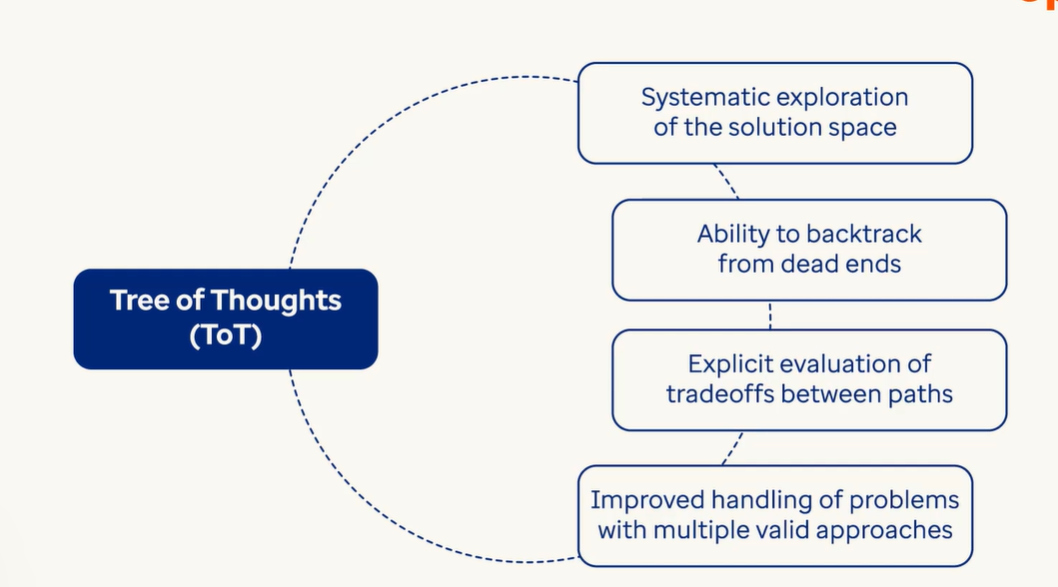 Systematic exploration
of the solution space
Ability to backtrack
from dead ends
Tree of Thoughts
(ToT)
Explicit evaluation of
tradeoffs between paths
Improved handling of problems
with multiple valid approaches